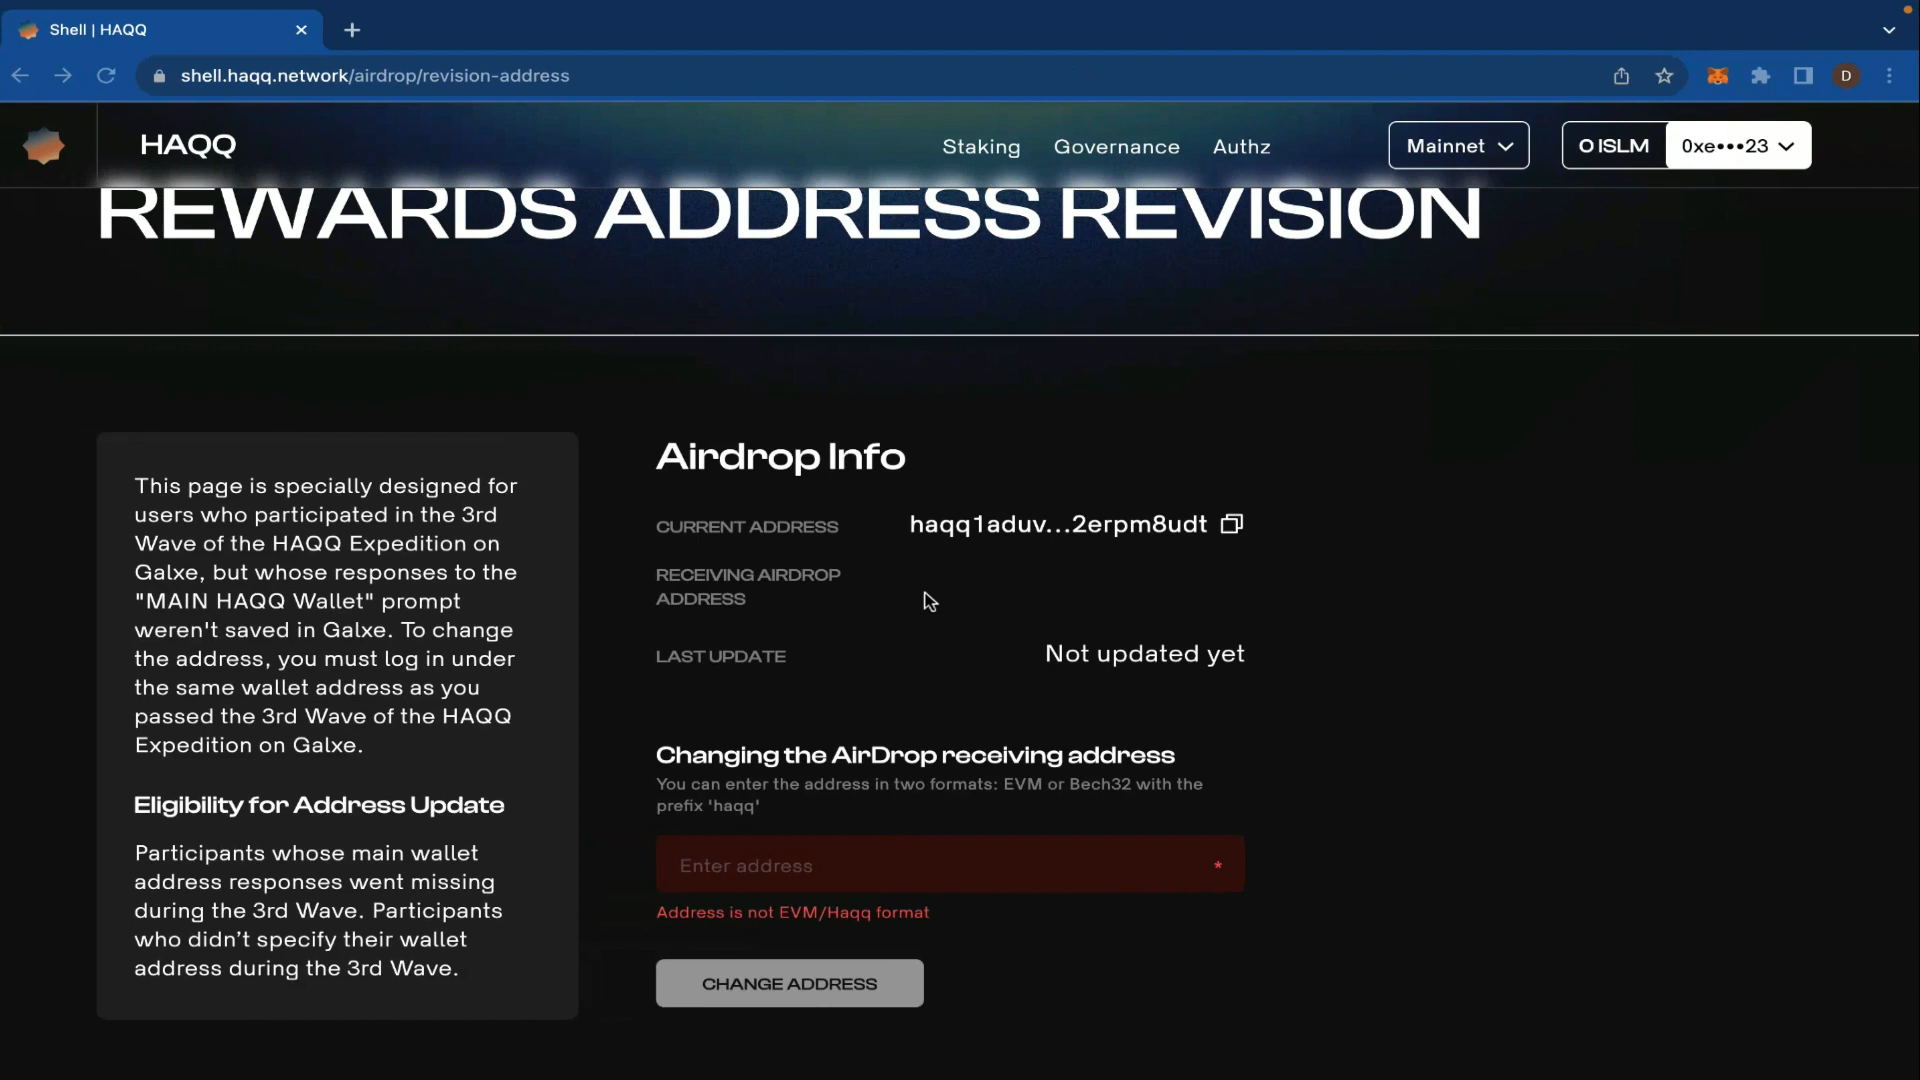 Shell | HAQQ
shell.haqq.network/airdrop/revision-address
D
HAQQ
Staking
Governance
Authz
Mainnet
0 ISLM
0xe•••23
REWARDS ADDRESS REVISION
This page is specially designed for
users who participated in the 3rd
Wave of the HAQQ Expedition on
Galxe, but whose responses to the
"MAIN HAQQ Wallet" prompt
weren't saved in Galxe. To change
the address, you must log in under
the same wallet address as you
passed the 3rd Wave of the HAQQ
Expedition on Galxe.
Eligibility for Address Update
Participants whose main wallet
address responses went missing
during the 3rd Wave. Participants
who didn’t specify their wallet
address during the 3rd Wave.
Airdrop Info
CURRENT ADDRESS
haqq1aduv...2erpm8udt
RECEIVING AIRDROP
ADDRESS
LAST UPDATE
Not updated yet
Changing the AirDrop receiving address
You can enter the address in two formats: EVM or Bech32 with the
prefix 'haqq'
Enter address *
Address is not EVM/Haqq format
CHANGE ADDRESS